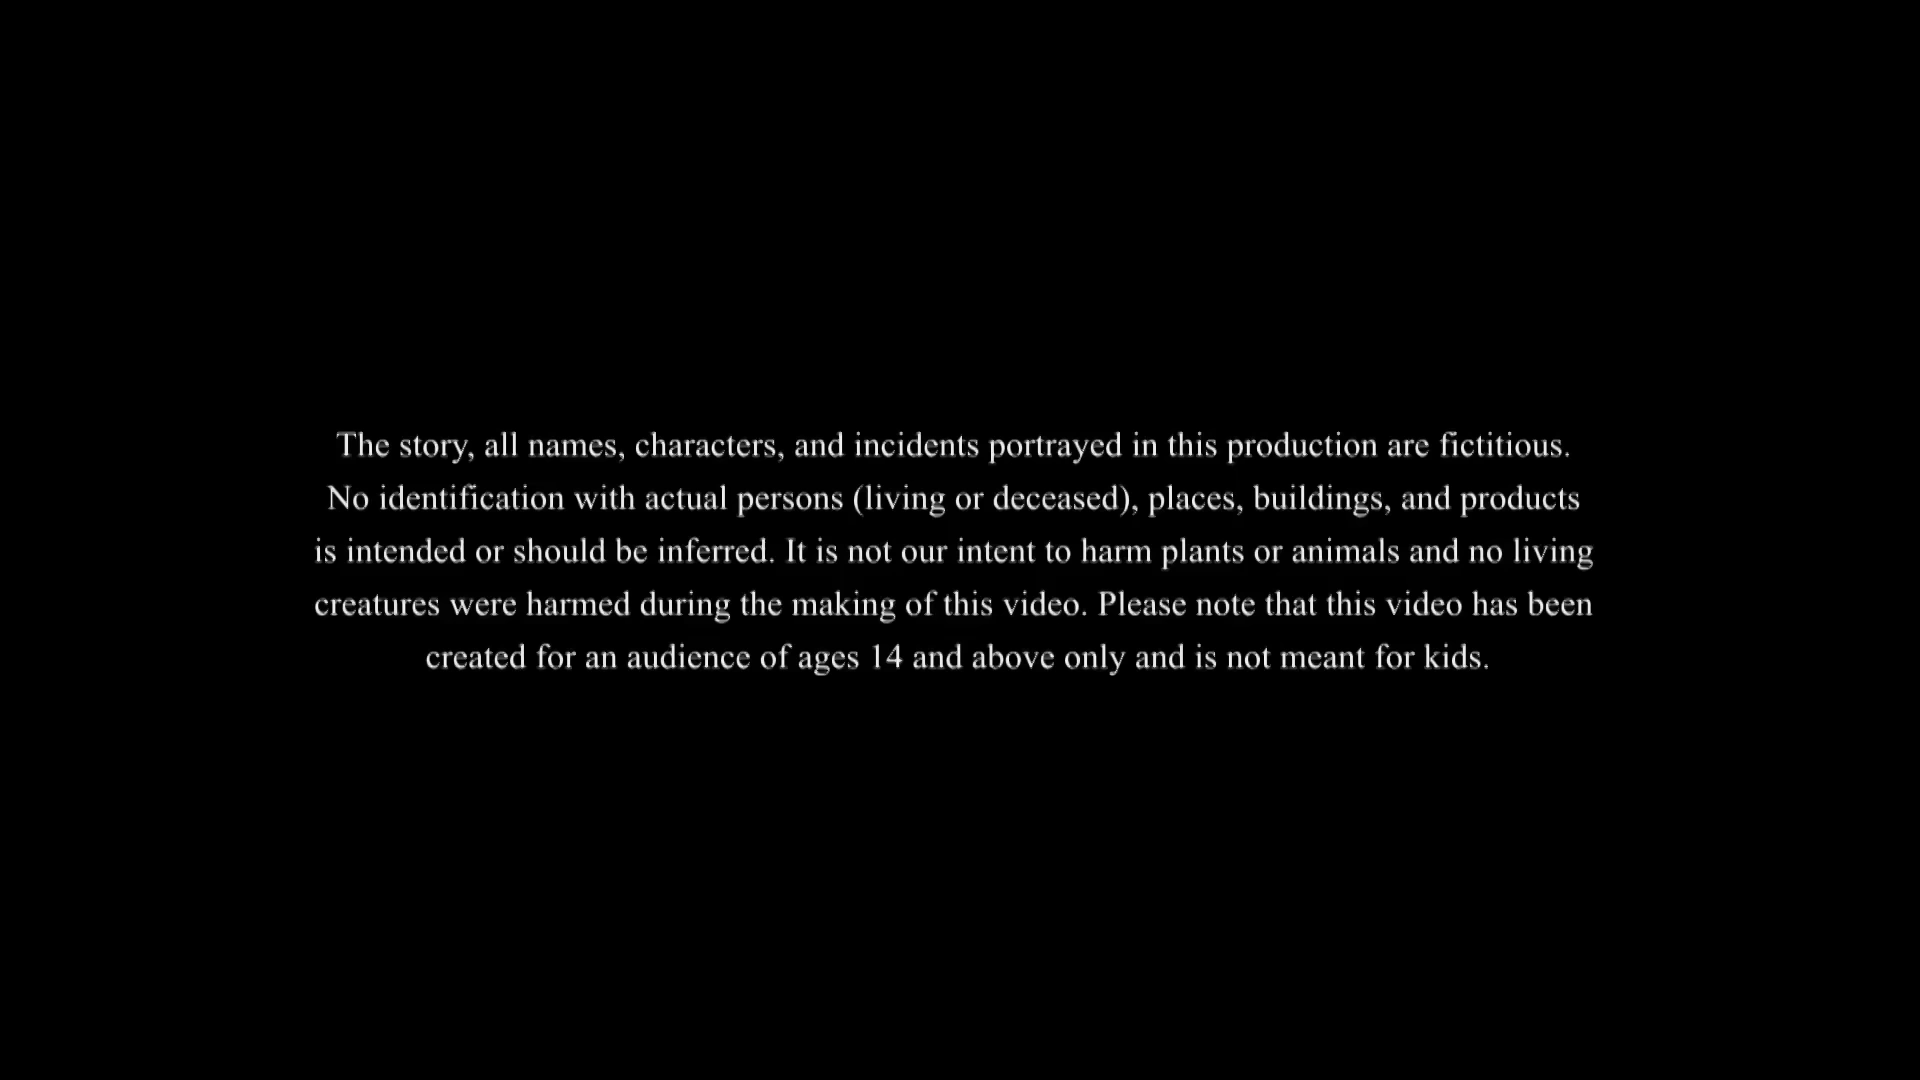 The story, all names, characters, and incidents portrayed in this production are fictitious.
No identification with actual persons (living or deceased), places, buildings, and products
is intended or should be inferred. It is not our intent to harm plants or animals and no living
creatures were harmed during the making of this video. Please note that this video has been
created for an audience of ages 14 and above only and is not meant for kids.